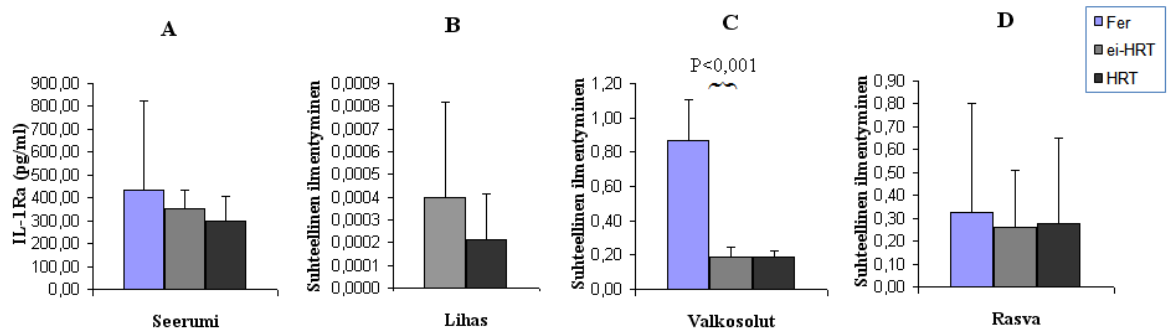 A
B
C
D
Fer
ei-HRT
HRT
IL-1Ra (pg/ml)
900,00
800,00
700,00
600,00
500,00
400,00
300,00
200,00
100,00
0,00
Seerumi
Suhteellinen ilmentyminen
0,0009
0,0008
0,0007
0,0006
0,0005
0,0004
0,0003
0,0002
0,0001
0,0000
Lihas
P<0,001
Suhteellinen ilmentyminen
1,20
1,00
0,80
0,60
0,40
0,20
0,00
Valkosolut
Suhteellinen ilmentyminen
0,90
0,80
0,70
0,60
0,50
0,40
0,30
0,20
0,10
0,00
Rasva